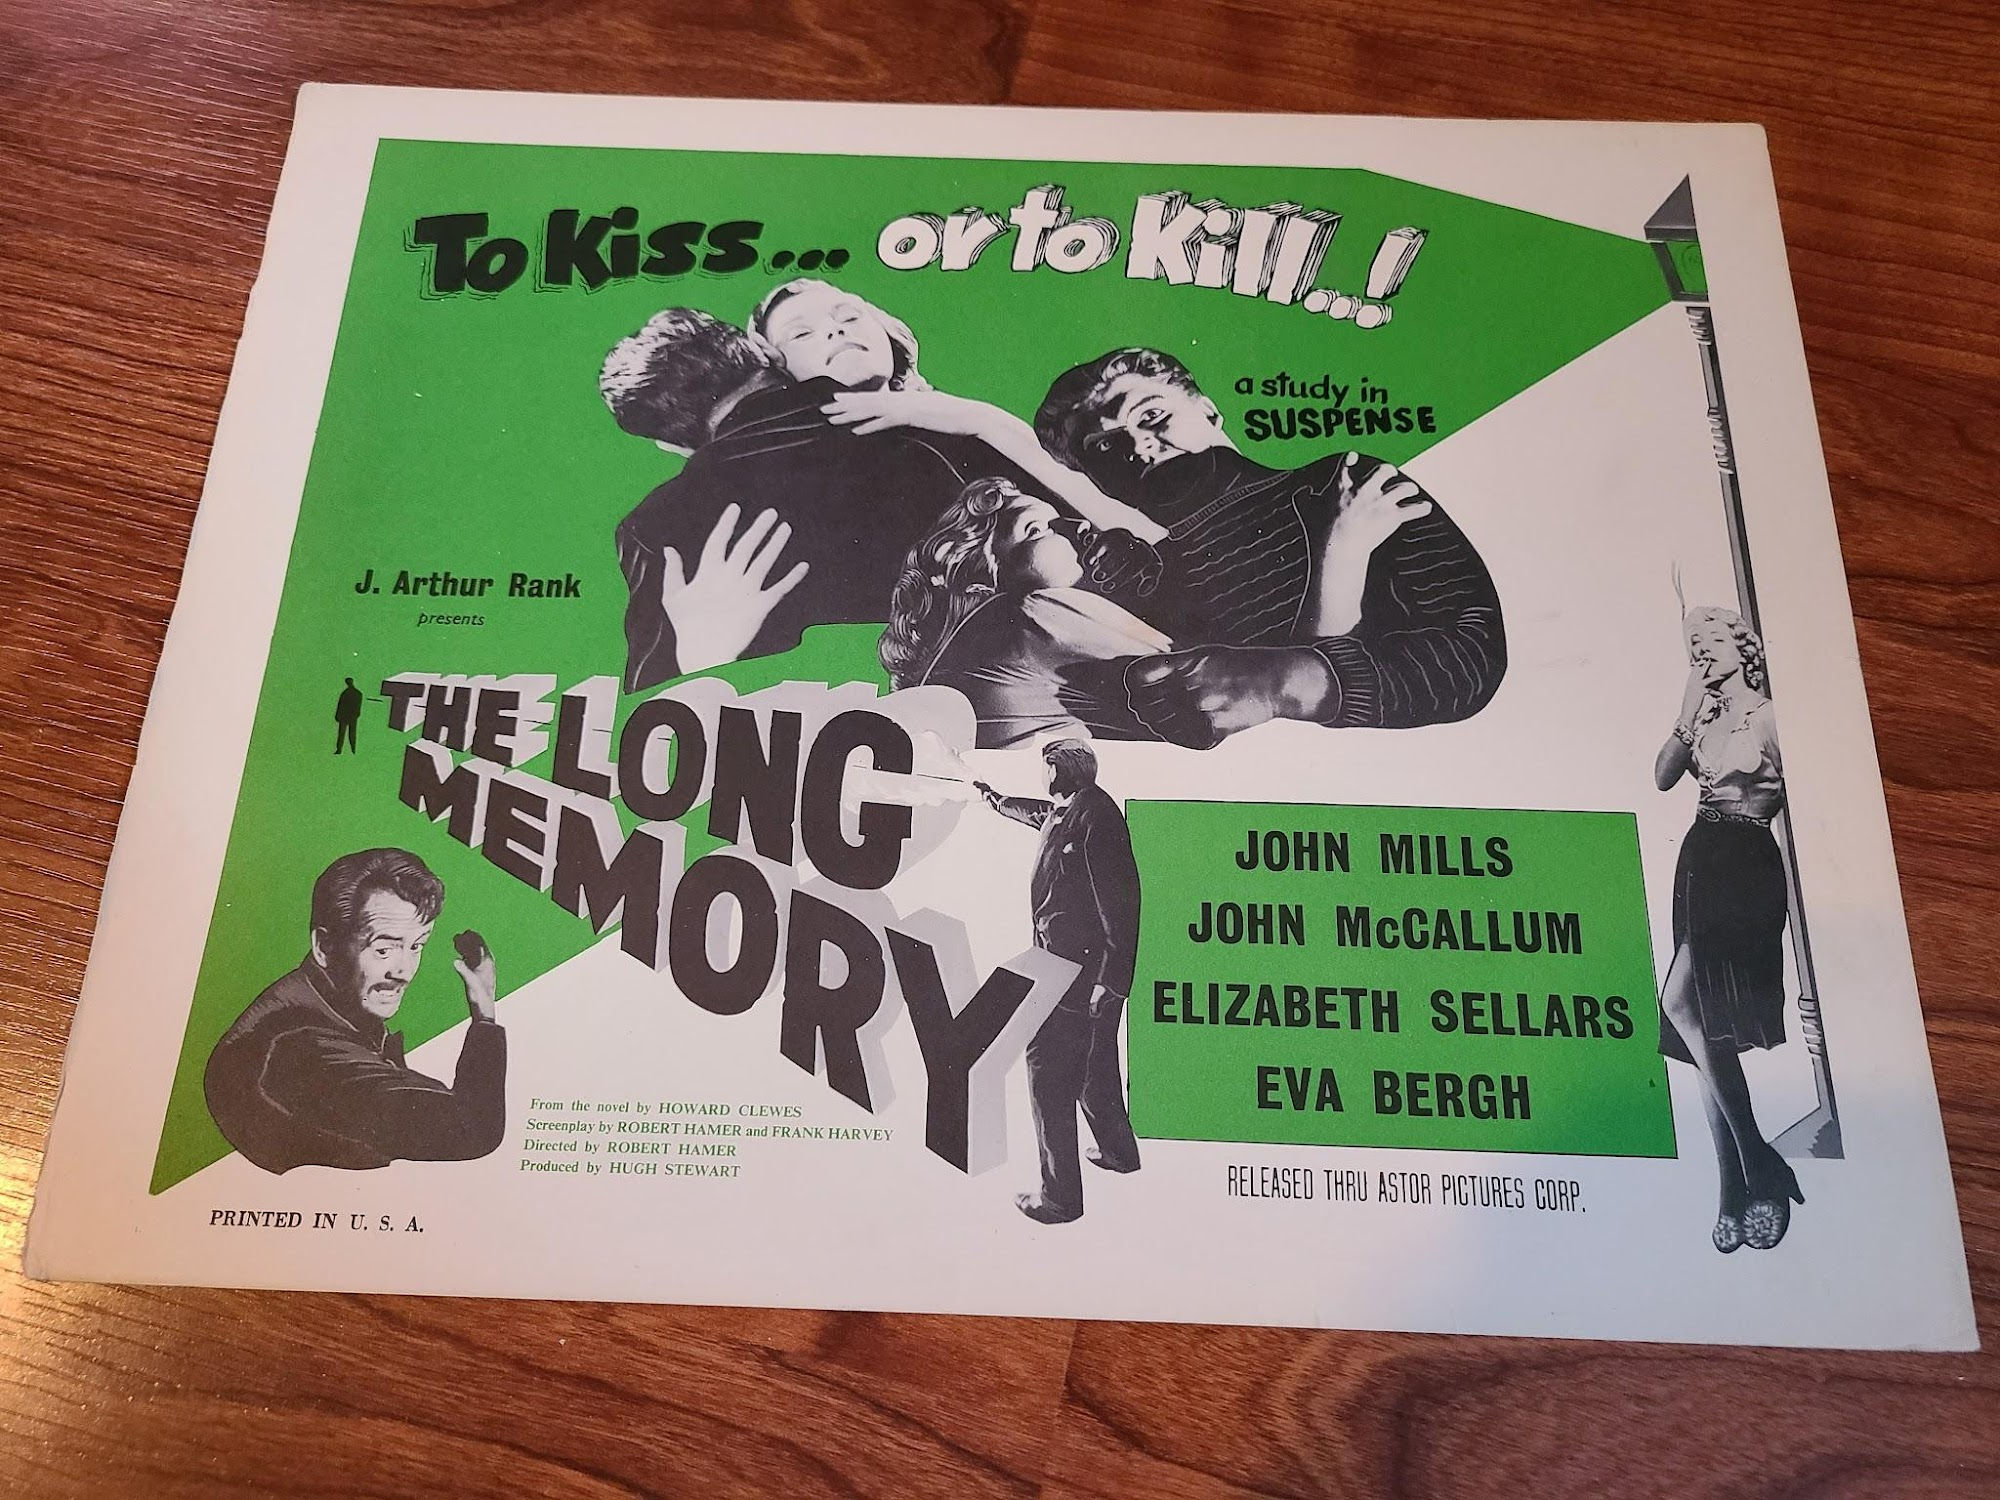 To Kiss... or to Kill..!
a study in
SUSPENSE
J. Arthur Rank
presents
THE LONG
MEMORY
JOHN MILLS
JOHN McCALLUM
ELIZABETH SELLARS
EVA BERGH
From the novel by HOWARD CLEWES
Screenplay by ROBERT HAMER and FRANK HARVEY
Directed by ROBERT HAMER
Produced by HUGH STEWART
RELEASED THRU ASTOR PICTURES CORP.
PRINTED IN U. S. A.